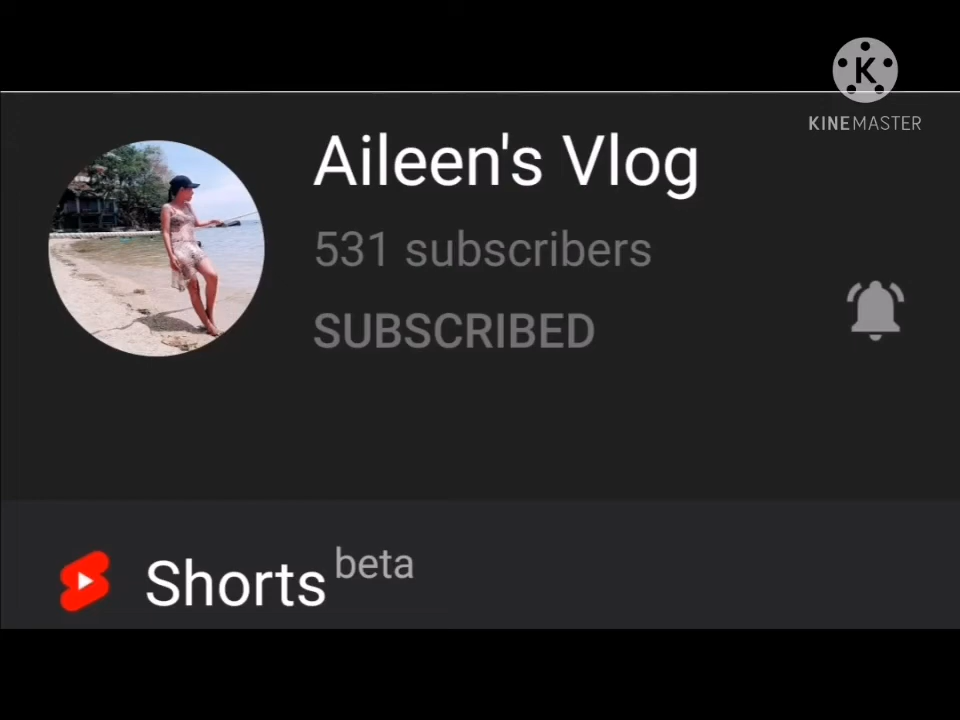 K
KINEMASTER
Aileen's Vlog
531 subscribers
SUBSCRIBED
Shorts beta